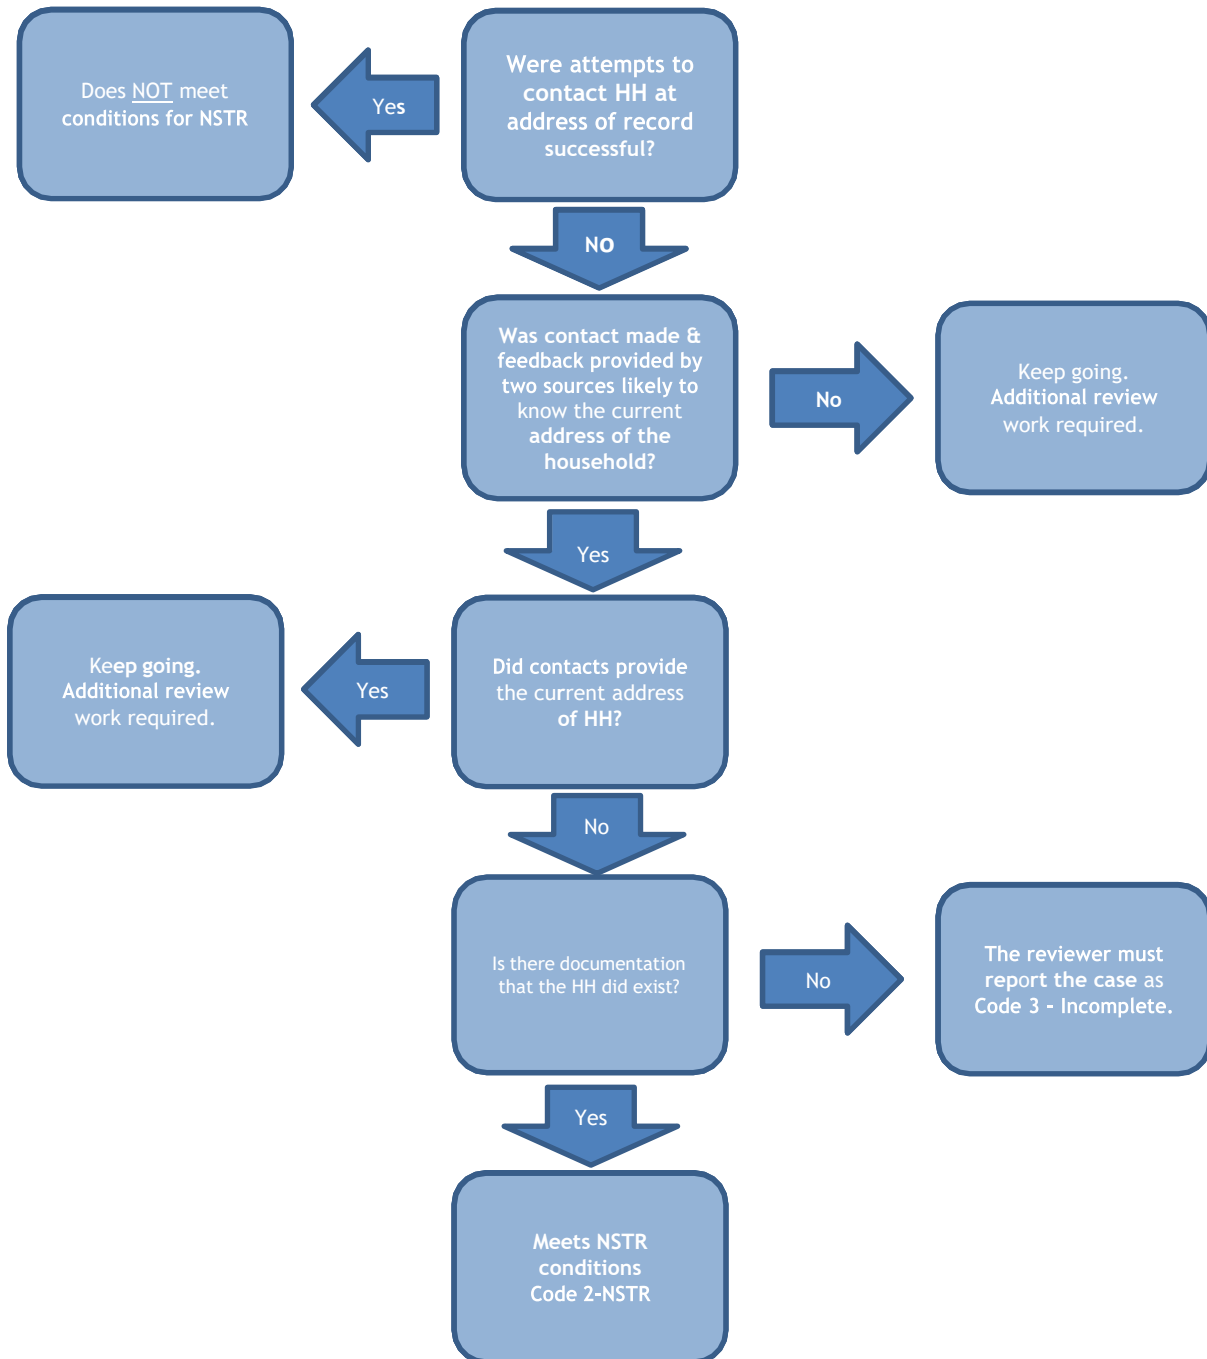 Does NOT meet
conditions for NSTR
Yes
Were attempts to
contact HH at
address of record
successful?
NO
Was contact made &
feedback provided by
two sources likely to
know the current
address of the
household?
No
Keep going.
Additional review
work required.
Yes
Keep going.
Additional review
work required.
Yes
Did contacts provide
the current address
of HH?
No
Is there documentation
that the HH did exist?
No
The reviewer must
report the case as
Code 3 - Incomplete.
Yes
Meets NSTR
conditions
Code 2-NSTR